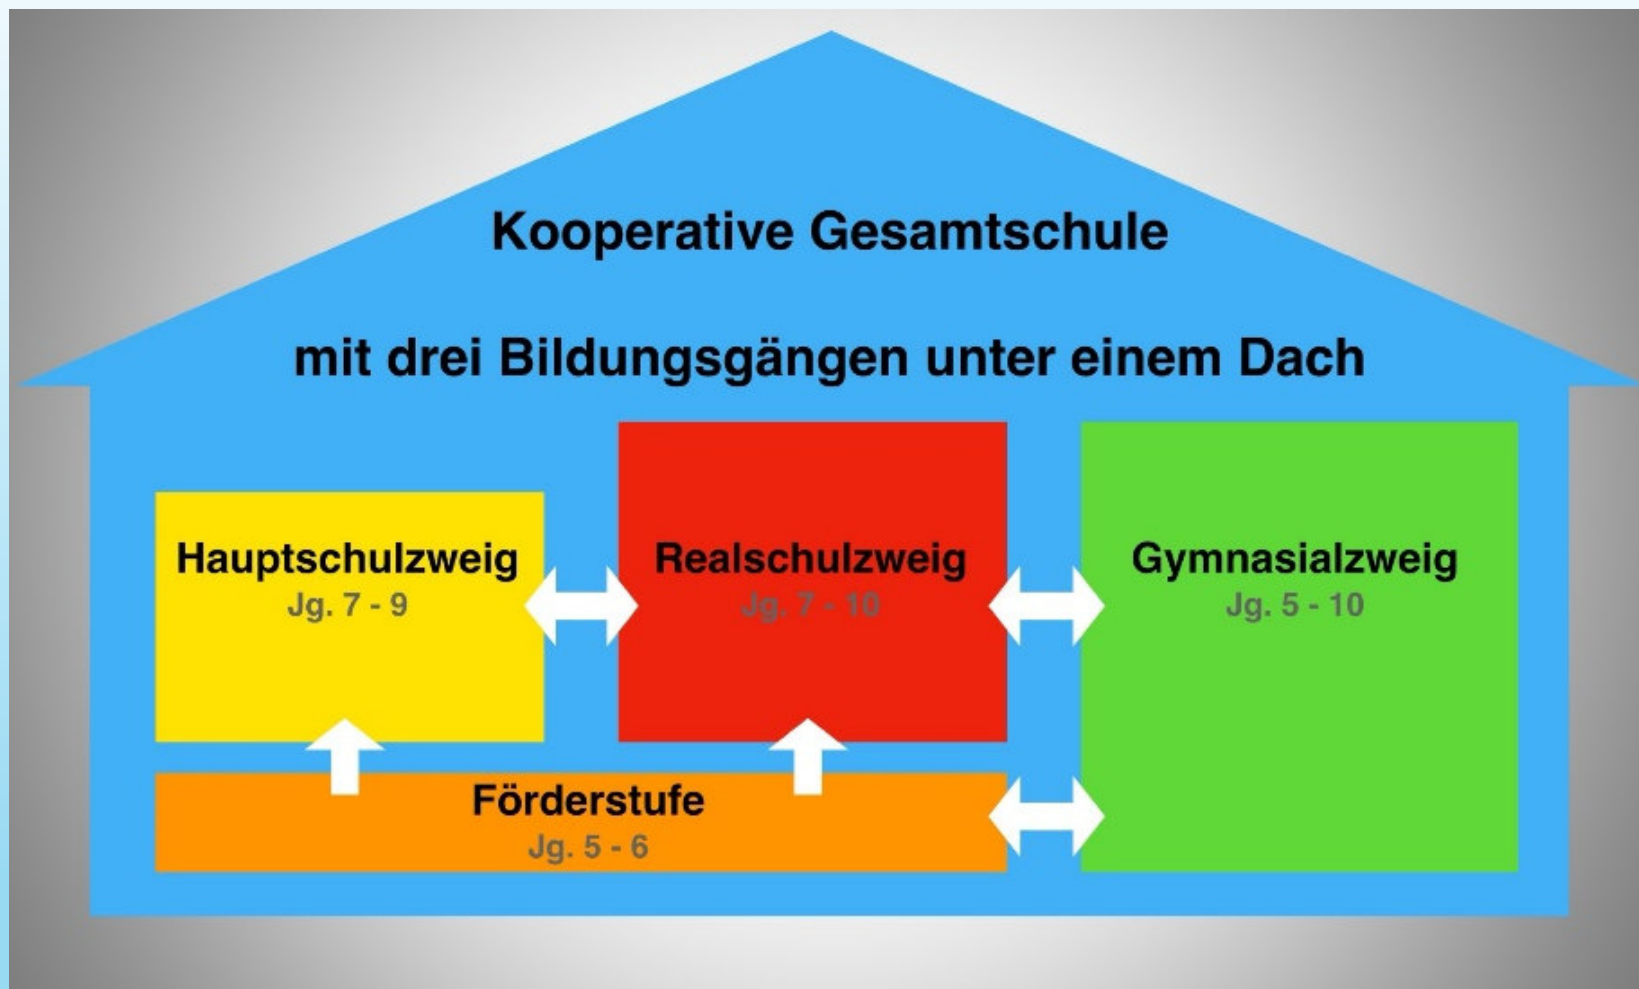 Kooperative Gesamtschule
mit drei Bildungsgängen unter einem Dach
Hauptschulzweig
Jg. 7 - 9
Realschulzweig
Jg. 7 - 10
Gymnasialzweig
Jg. 5 - 10
Förderstufe
Jg. 5 - 6